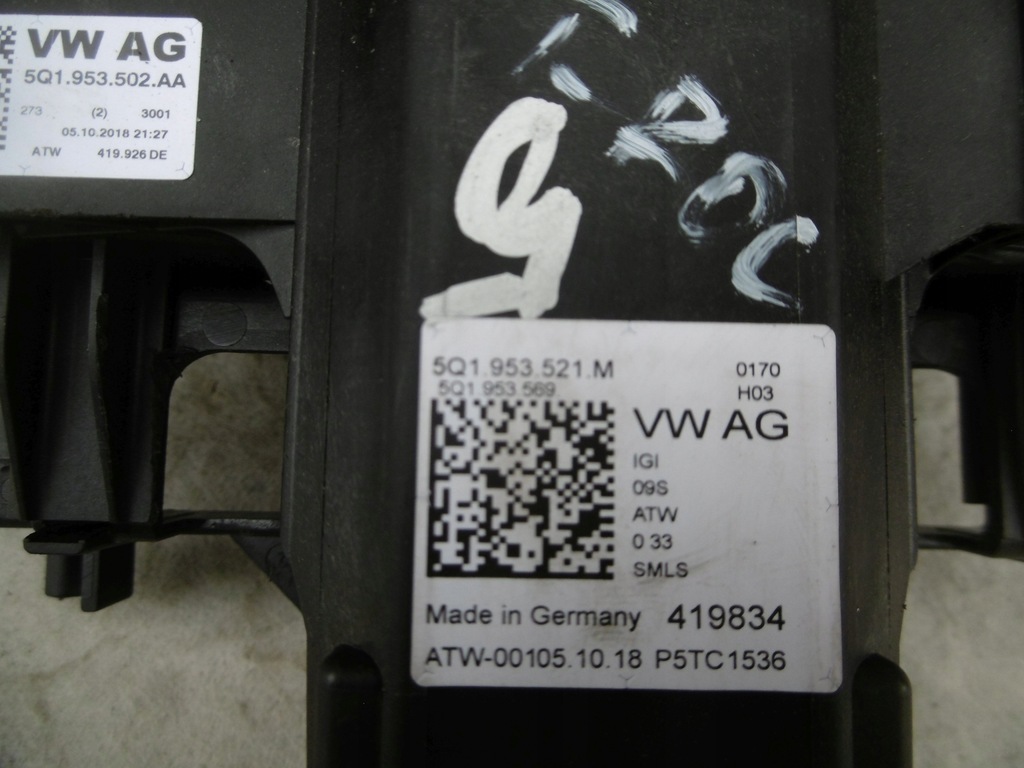 VW AG
5Q1.953.502.AA
273 (2) 3001
05.10.2018 21:27
ATW 419.926 DE
5Q1.953.521.M 0170
5Q1.953.569 H03
VW AG
IGI
09S
ATW
0 33
SMLS
Made in Germany 419834
ATW-00105.10.18 P5TC1536